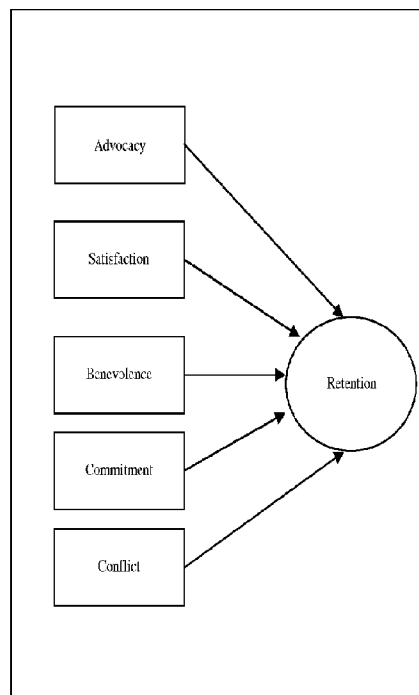 Advocacy
Satisfaction
Benevolence
Retention
Commitment
Conflict